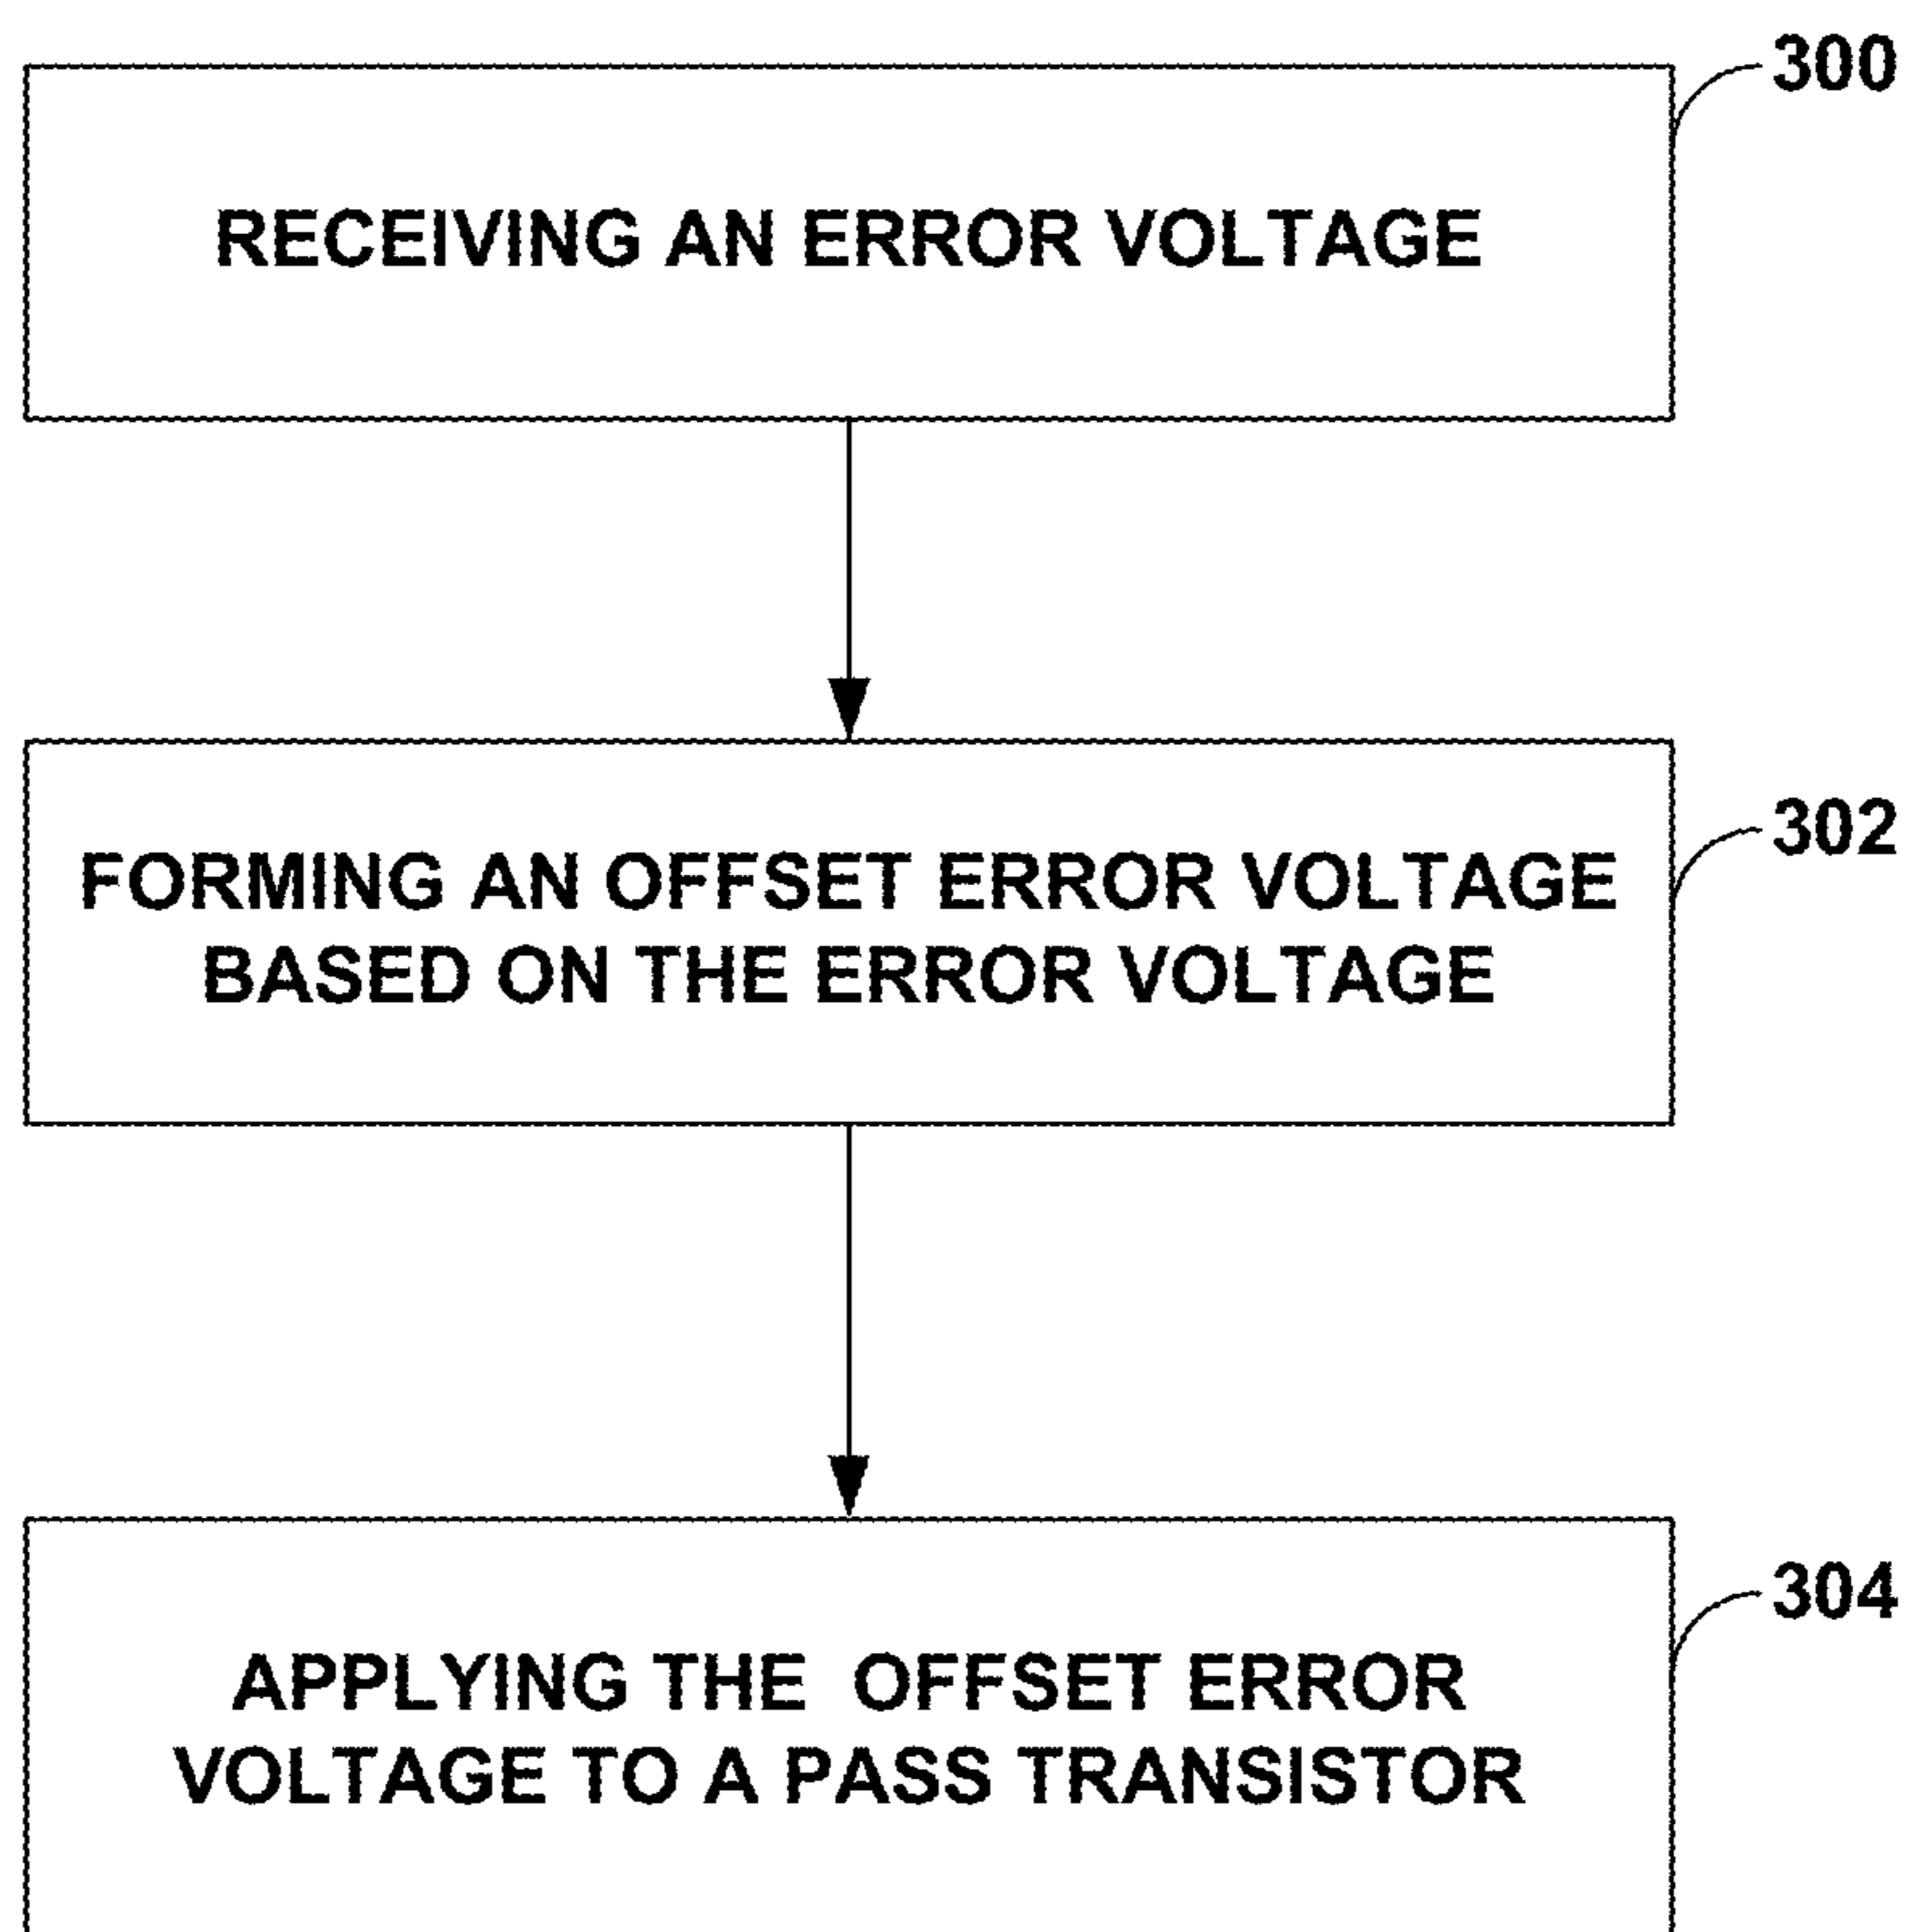 300
RECEIVING AN ERROR VOLTAGE
302
FORMING AN OFFSET ERROR VOLTAGE
BASED ON THE ERROR VOLTAGE
304
APPLYING THE OFFSET ERROR
VOLTAGE TO A PASS TRANSISTOR